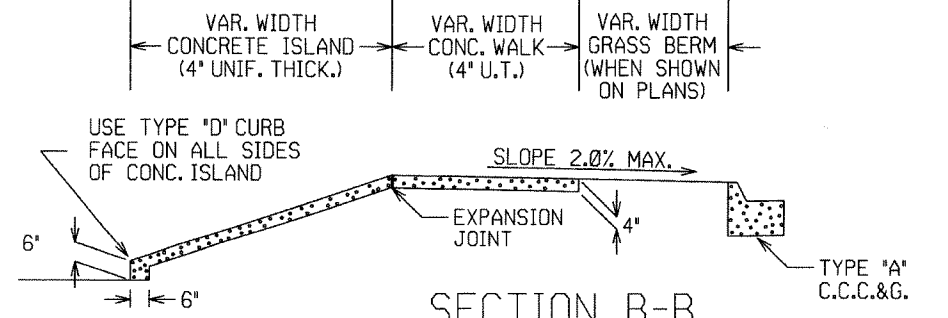 VAR. WIDTH
CONCRETE ISLAND
(4" UNIF. THICK.)
VAR. WIDTH
CONC. WALK
(4" U.T.)
VAR. WIDTH
GRASS BERM
(WHEN SHOWN
ON PLANS)
USE TYPE "D" CURB
FACE ON ALL SIDES
OF CONC. ISLAND
SLOPE 2.0% MAX.
EXPANSION
JOINT
4"
6"
6"
TYPE "A"
C.C.C.&G.
SECTION B-B